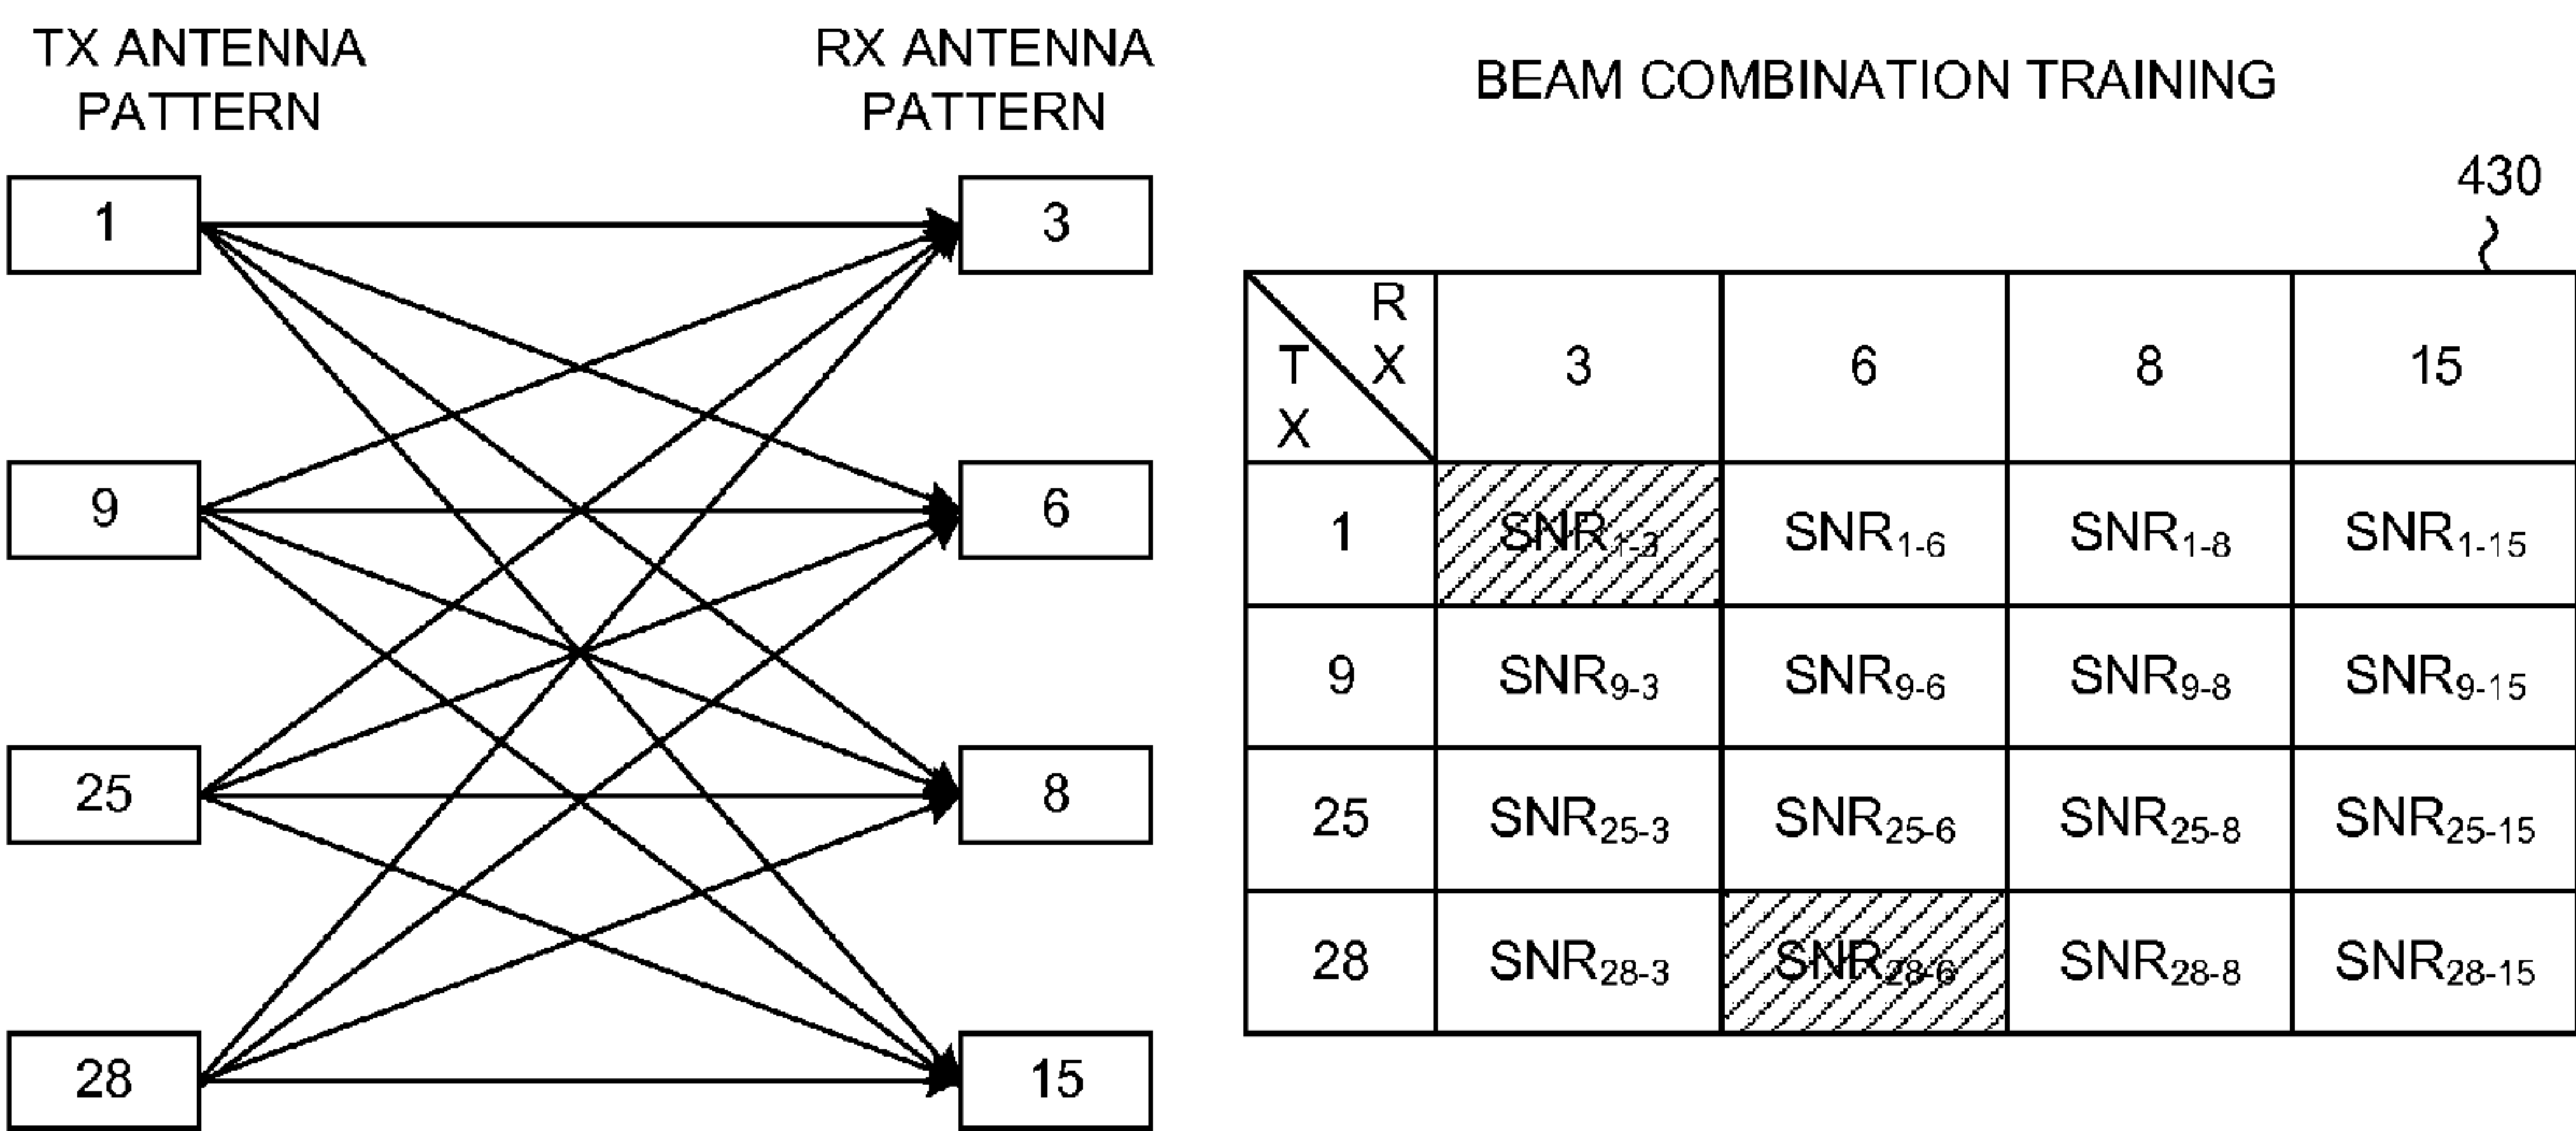 TX ANTENNA
PATTERN
RX ANTENNA
PATTERN
1
9
25
28
3
6
8
15
BEAM COMBINATION TRAINING
430
TX RX 3 6 8 15
1 SNR1-3 SNR1-6 SNR1-8 SNR1-15
9 SNR9-3 SNR9-6 SNR9-8 SNR9-15
25 SNR25-3 SNR25-6 SNR25-8 SNR25-15
28 SNR28-3 SNR28-6 SNR28-8 SNR28-15